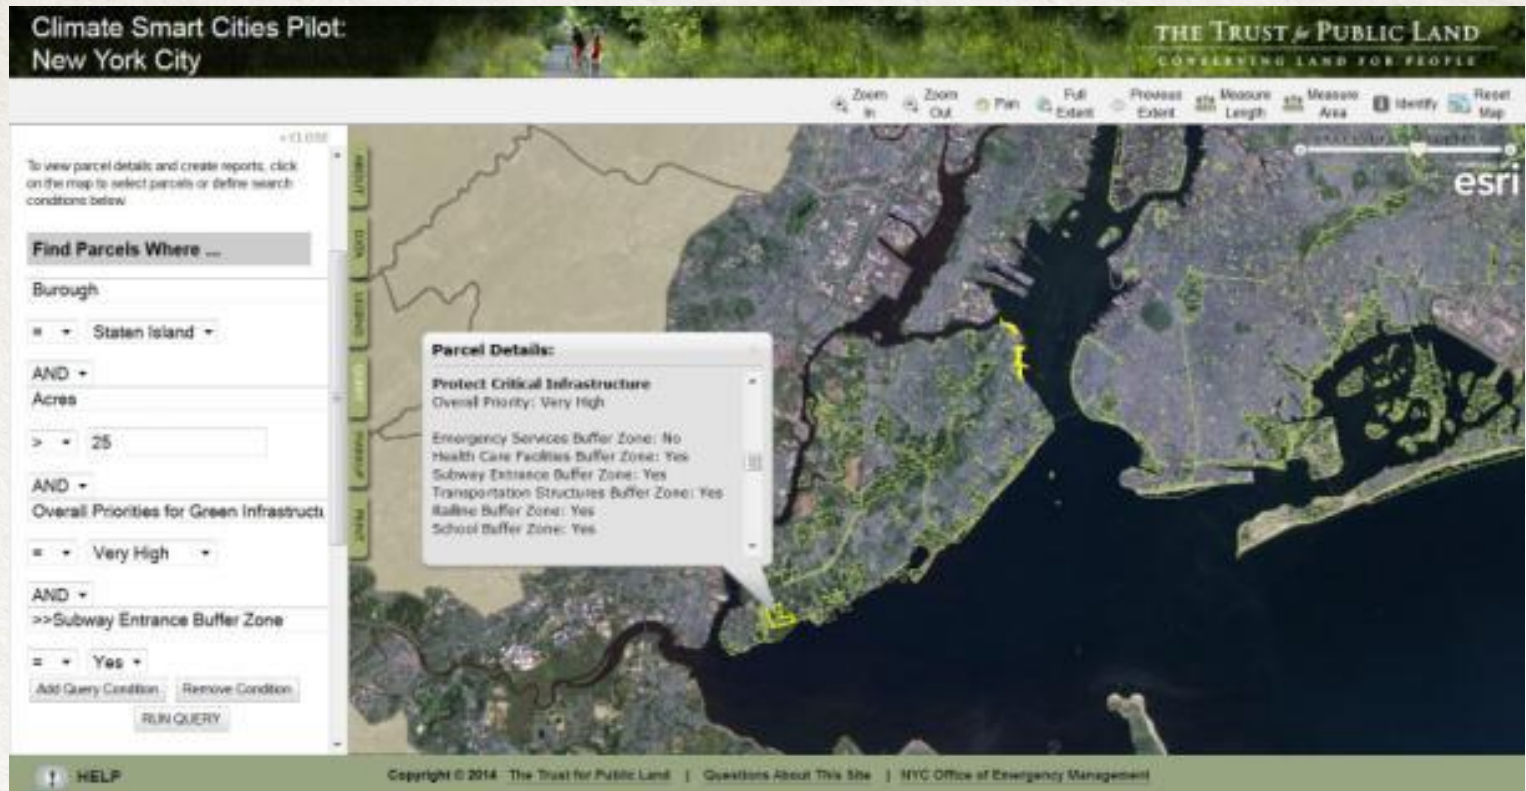 Climate Smart Cities Pilot:
New York City
THE TRUST for PUBLIC LAND
CONSERVING LAND FOR PEOPLE
Zoom In
Zoom Out
Pan
Full Extent
Previous Extent
Measure Length
Measure Area
Identify
Reset Map
CLOSE
To view parcel details and create reports, click
on the map to select parcels or define search
conditions below
Find Parcels Where ...
Burough
= Staten Island
AND
Acres
> 25
AND
Overall Priorities for Green Infrastructu
= Very High
AND
>>Subway Entrance Buffer Zone
= Yes
Add Query Condition Remove Condition
RUN QUERY
ABOUT
DATA
LEGEND
QUERY
PRINT
Parcel Details:
Protect Critical Infrastructure
Overall Priority: Very High
Emergency Services Buffer Zone: No
Health Care Facilities Buffer Zone: Yes
Subway Entrance Buffer Zone: Yes
Transportation Structures Buffer Zone: Yes
Railline Buffer Zone: Yes
School Buffer Zone: Yes
esri
HELP
Copyright © 2014 The Trust for Public Land | Questions About This Site | NYC Office of Emergency Management